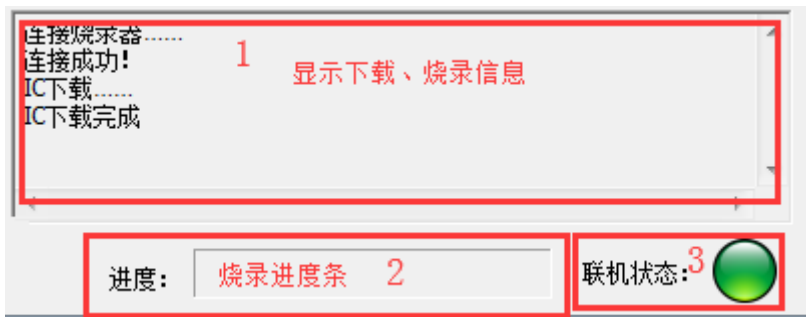 连接烧录器......
连接成功!
1
显示下载、烧录信息
IC下载......
IC下载完成
进度： 烧录进度条 2
联机状态: 3